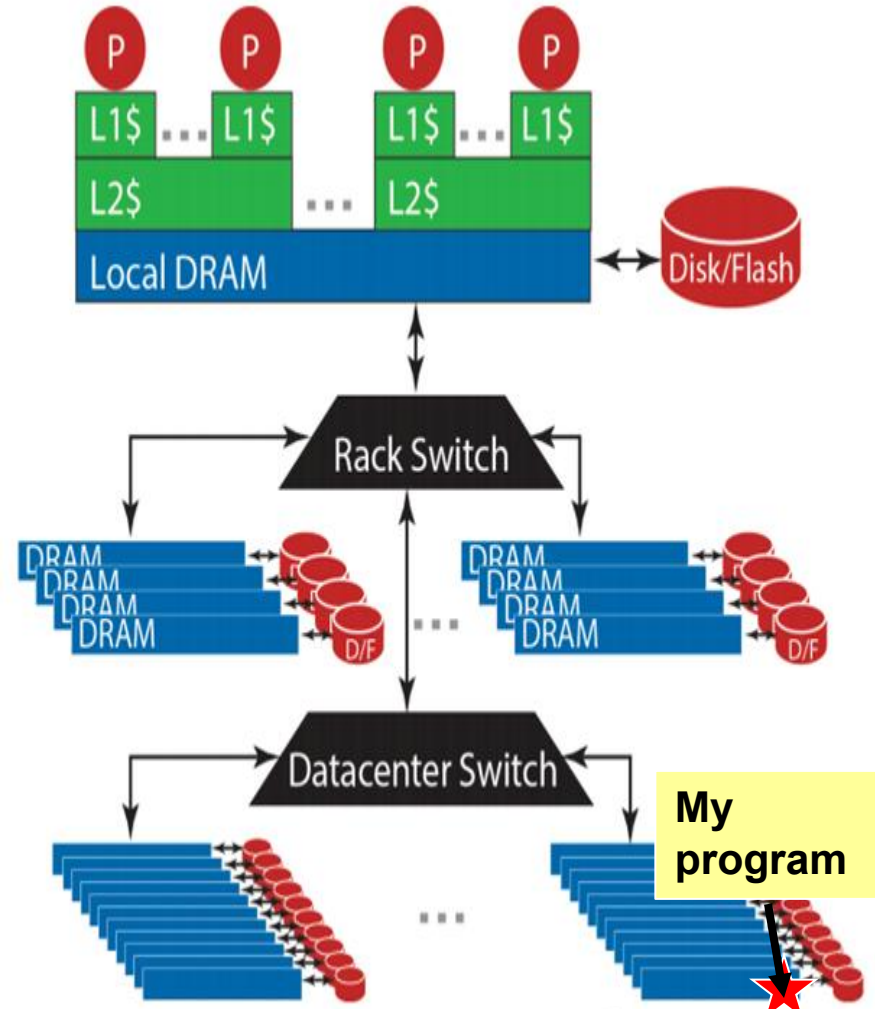 P P P P
L1$ L1$ L1$ L1$
L2$ L2$
Local DRAM
Disk/Flash
Rack Switch
DRAM
DRAM
DRAM
DRAM
D/F
DRAM
DRAM
DRAM
DRAM
D/F
Datacenter Switch
My
program